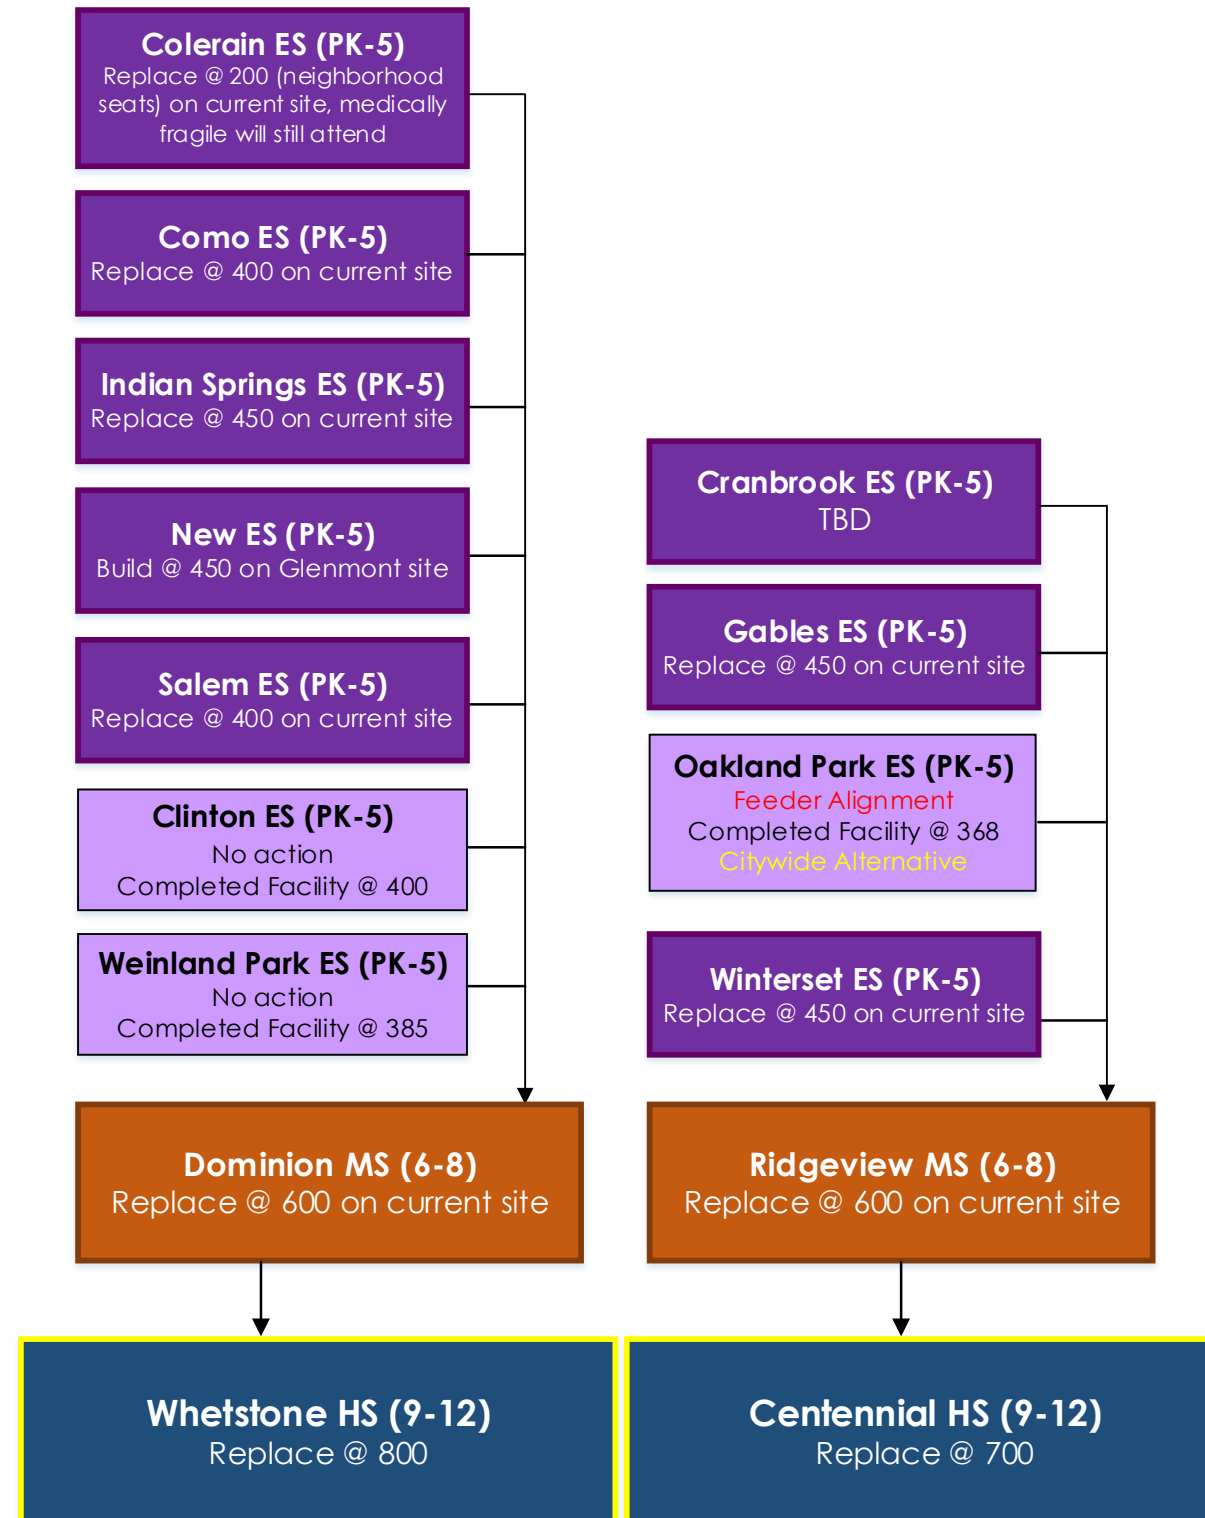 Colerain ES (PK-5)
Replace @ 200 (neighborhood
seats) on current site, medically
fragile will still attend
Como ES (PK-5)
Replace @ 400 on current site
Indian Springs ES (PK-5)
Replace @ 450 on current site
New ES (PK-5)
Build @ 450 on Glenmont site
Salem ES (PK-5)
Replace @ 400 on current site
Clinton ES (PK-5)
No action
Completed Facility @ 400
Weinland Park ES (PK-5)
No action
Completed Facility @ 385
Dominion MS (6-8)
Replace @ 600 on current site
Whetstone HS (9-12)
Replace @ 800
Cranbrook ES (PK-5)
TBD
Gables ES (PK-5)
Replace @ 450 on current site
Oakland Park ES (PK-5)
Feeder Alignment
Completed Facility @ 368
Citywide Alternative
Winterset ES (PK-5)
Replace @ 450 on current site
Ridgeview MS (6-8)
Replace @ 600 on current site
Centennial HS (9-12)
Replace @ 700